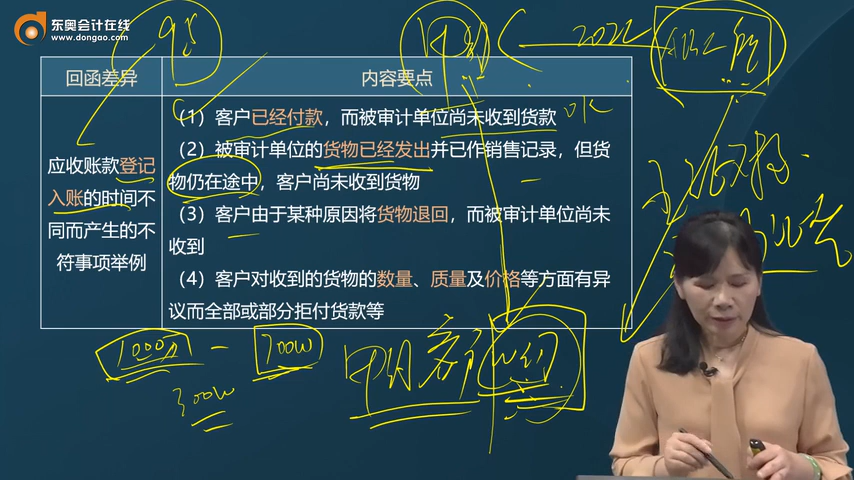 东奥会计在线
www.dongao.com
2022
回函差异
内容要点
应收账款登记
入账的时间不
同而产生的不
符事项举例
(1)客户已经付款，而被审计单位尚未收到货款
ok
(2)被审计单位的货物已经发出并已作销售记录，但货
物仍在途中，客户尚未收到货物
(3)客户由于某种原因将货物退回，而被审计单位尚未
收到
(4)客户对收到的货物的数量、质量及价格等方面有异
议而全部或部分拒付货款等
1000万 - 700W
300W